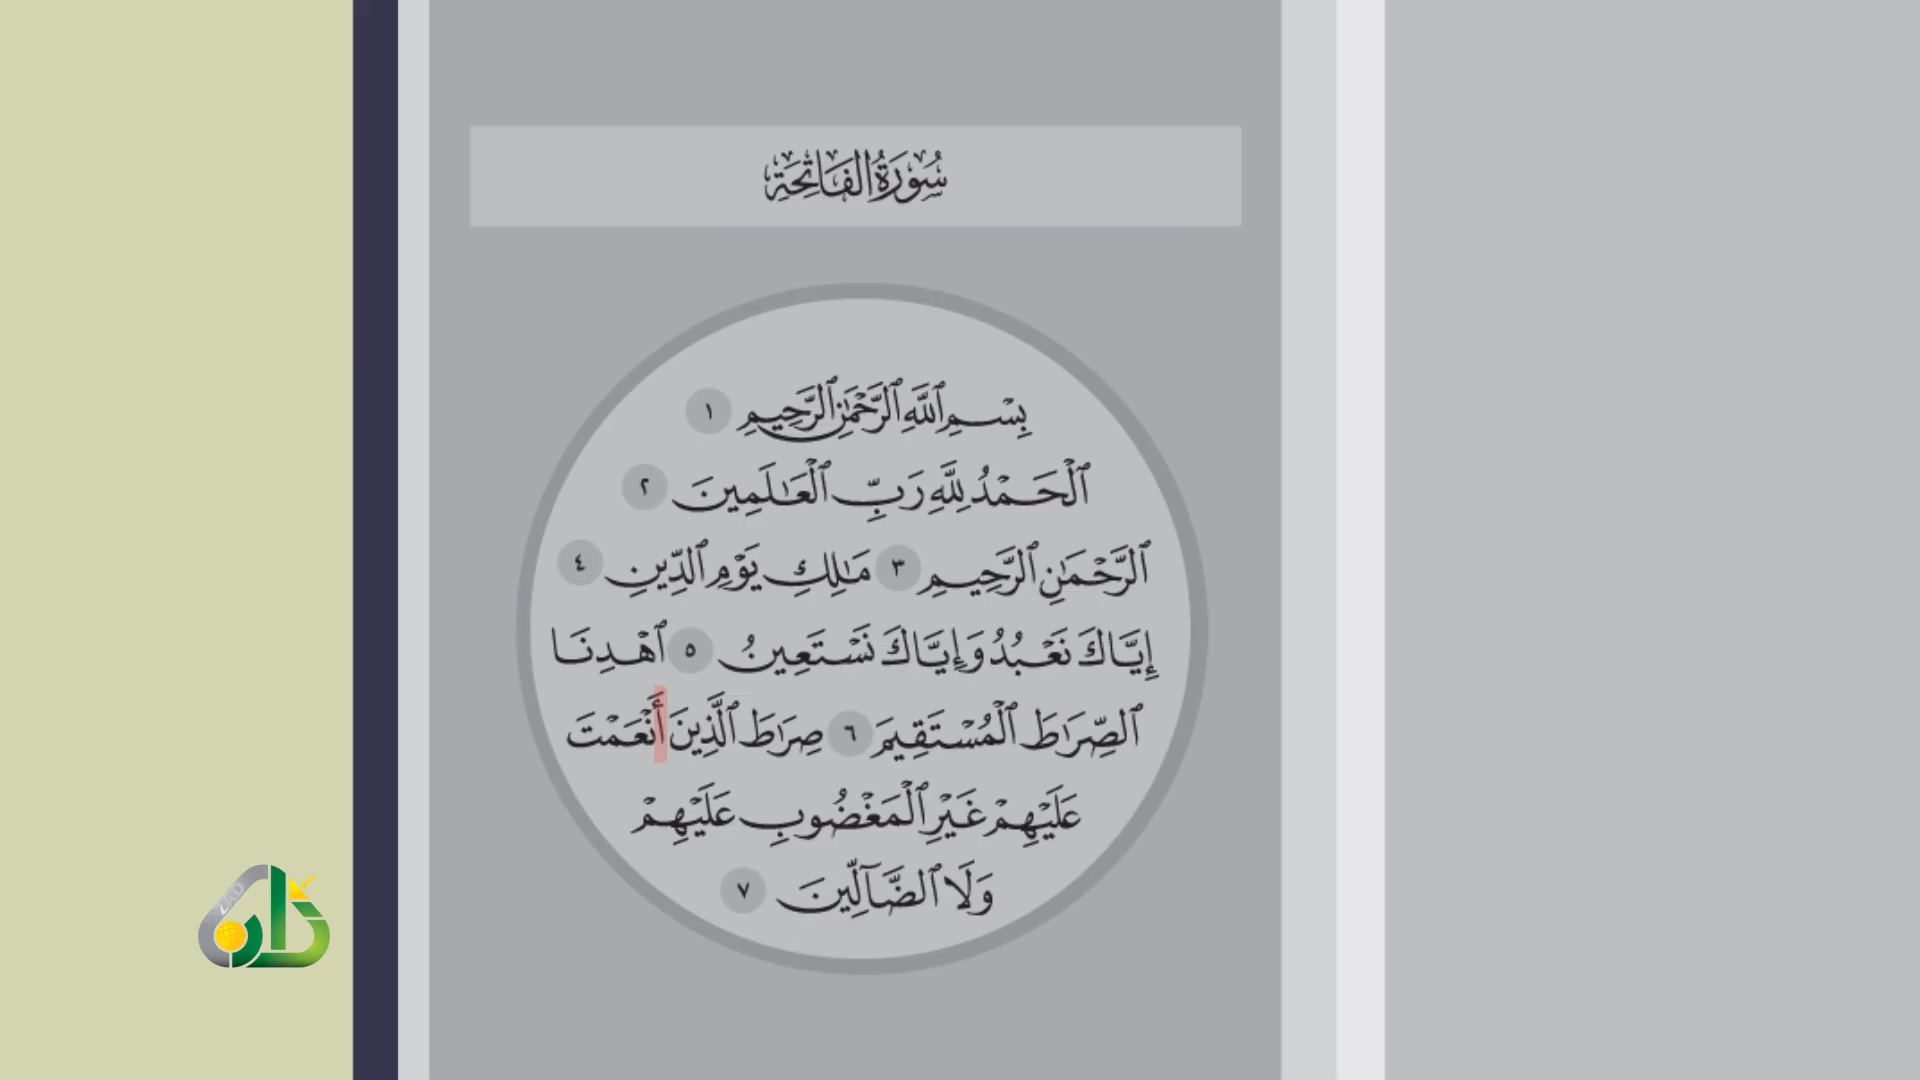 سُورَةُ الفَاتِحَةِ
بِسْمِ ٱللَّهِ ٱلرَّحْمَٰنِ ٱلرَّحِيمِ ١
ٱلْحَمْدُ لِلَّهِ رَبِّ ٱلْعَٰلَمِينَ ٢
ٱلرَّحْمَٰنِ ٱلرَّحِيمِ ٣ مَٰلِكِ يَوْمِ ٱلدِّينِ ٤
إِيَّاكَ نَعْبُدُ وَإِيَّاكَ نَسْتَعِينُ ٥ ٱهْدِنَا
ٱلصِّرَٰطَ ٱلْمُسْتَقِيمَ ٦ صِرَٰطَ ٱلَّذِينَ أَنْعَمْتَ
عَلَيْهِمْ غَيْرِ ٱلْمَغْضُوبِ عَلَيْهِمْ
وَلَا ٱلضَّآلِّينَ ٧